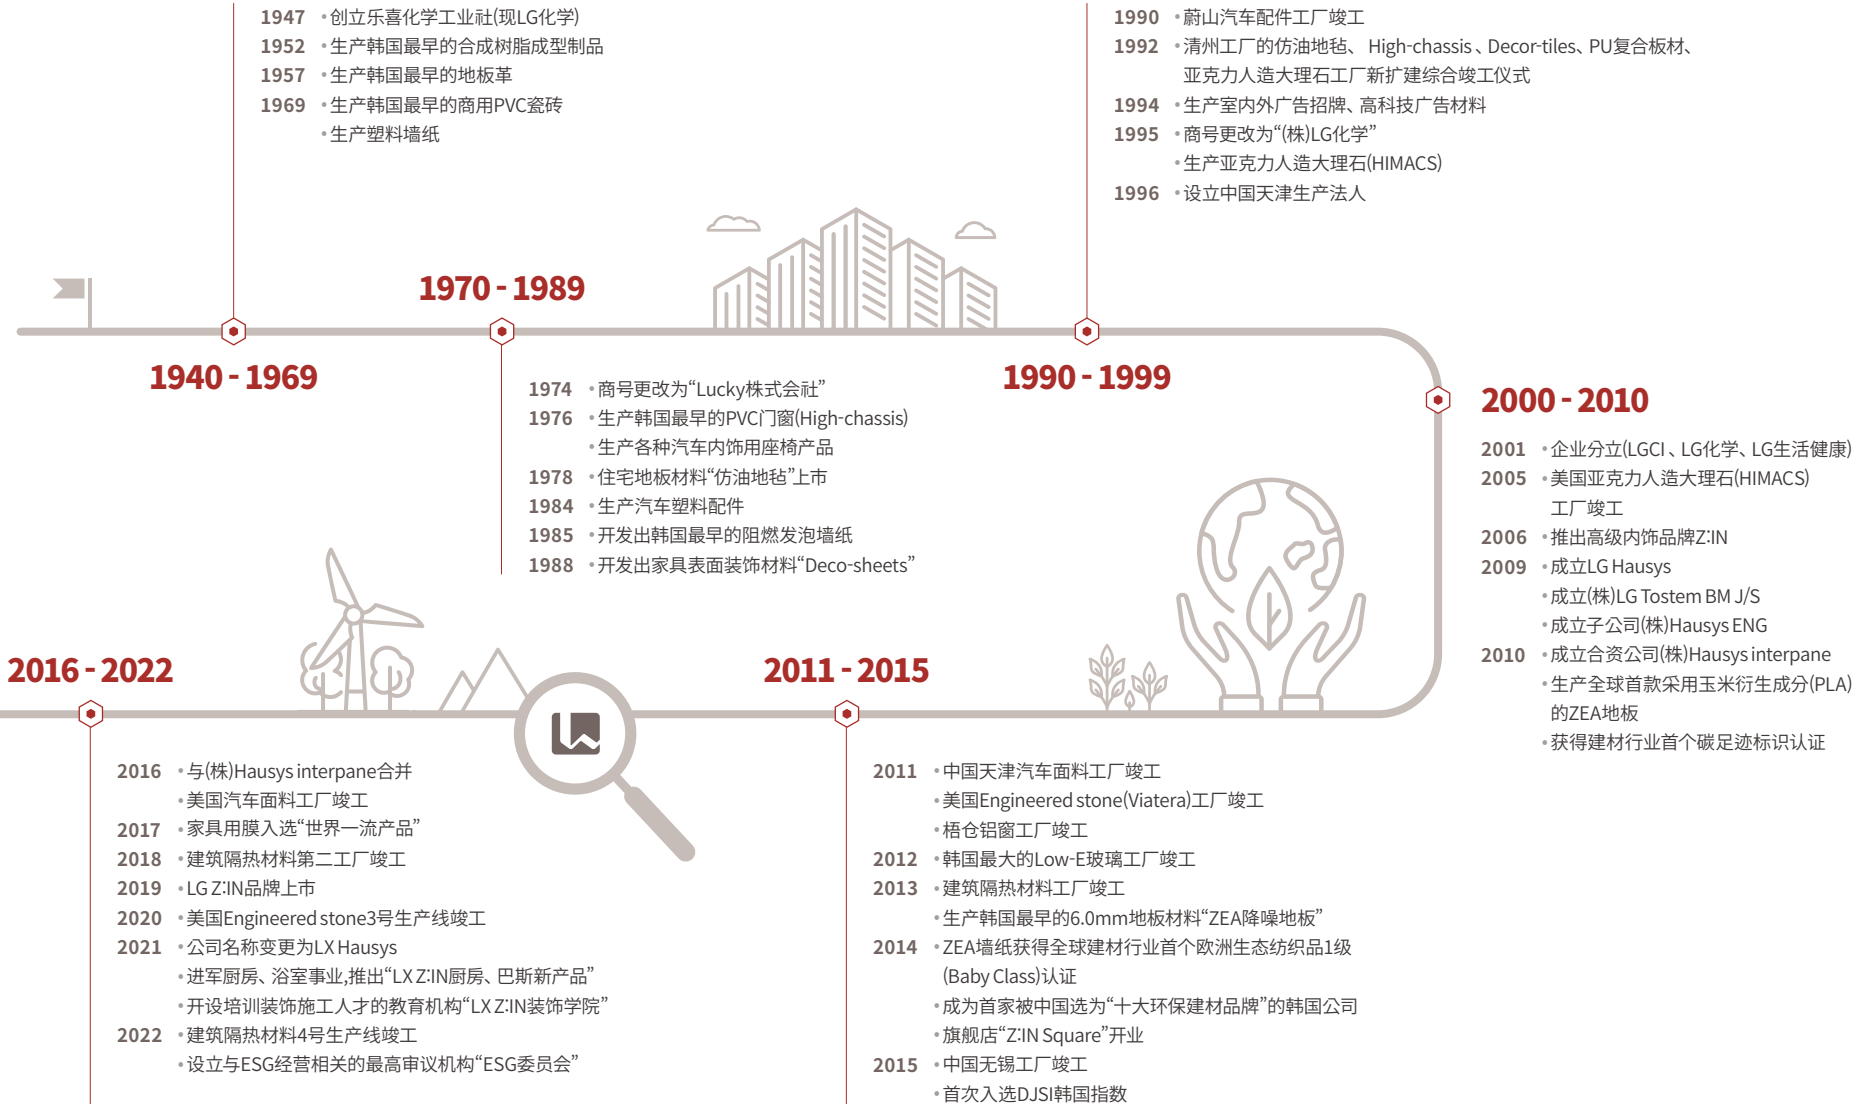 1947 •创立乐喜化学工业社(现LG化学)
1952 •生产韩国最早的合成树脂成型制品
1957 •生产韩国最早的地板革
1969 •生产韩国最早的商用PVC瓷砖
•生产塑料墙纸
1940 - 1969
1970 - 1989
1974 •商号更改为“Lucky株式会社”
1976 •生产韩国最早的PVC门窗(High-chassis)
•生产各种汽车内饰用座椅产品
1978 •住宅地板材料“仿油地毡”上市
1984 •生产汽车塑料配件
1985 •开发出韩国最早的阻燃发泡墙纸
1988 •开发出家具表面装饰材料“Deco-sheets”
1990 •蔚山汽车配件工厂竣工
1992 •清州工厂的仿油地毡、High-chassis、Decor-tiles、PU复合板材、
亚克力人造大理石工厂新扩建综合竣工仪式
1994 •生产室内外广告招牌、高科技广告材料
1995 •商号更改为“(株)LG化学”
•生产亚克力人造大理石(HIMACS)
1996 •设立中国天津生产法人
1990 - 1999
2000 - 2010
2001 •企业分立(LGCI、LG化学、LG生活健康)
2005 •美国亚克力人造大理石(HIMACS)
工厂竣工
2006 •推出高级内饰品牌Z:IN
2009 •成立LG Hausys
•成立(株)LG Tostem BM J/S
•成立子公司(株)Hausys ENG
2010 •成立合资公司(株)Hausys interpane
•生产全球首款采用玉米衍生成分(PLA)
的ZEA地板
•获得建材行业首个碳足迹标识认证
2011 - 2015
2011 •中国天津汽车面料工厂竣工
•美国Engineered stone(Viatera)工厂竣工
•梧仓铝窗工厂竣工
2012 •韩国最大的Low-E玻璃工厂竣工
2013 •建筑隔热材料工厂竣工
•生产韩国最早的6.0mm地板材料“ZEA降噪地板”
2014 •ZEA墙纸获得全球建材行业首个欧洲生态纺织品1级
(Baby Class)认证
•成为首家被中国选为“十大环保建材品牌”的韩国公司
•旗舰店“Z:IN Square”开业
2015 •中国无锡工厂竣工
•首次入选DJSI韩国指数
2016 - 2022
2016 •与(株)Hausys interpane合并
•美国汽车面料工厂竣工
2017 •家具用膜入选“世界一流产品”
2018 •建筑隔热材料第二工厂竣工
2019 •LG Z:IN品牌上市
2020 •美国Engineered stone3号生产线竣工
2021 •公司名称变更为LX Hausys
•进军厨房、浴室事业,推出“LX Z:IN厨房、巴斯新产品”
•开设培训装饰施工人才的教育机构“LX Z:IN装饰学院”
2022 •建筑隔热材料4号生产线竣工
•设立与ESG经营相关的最高审议机构“ESG委员会”